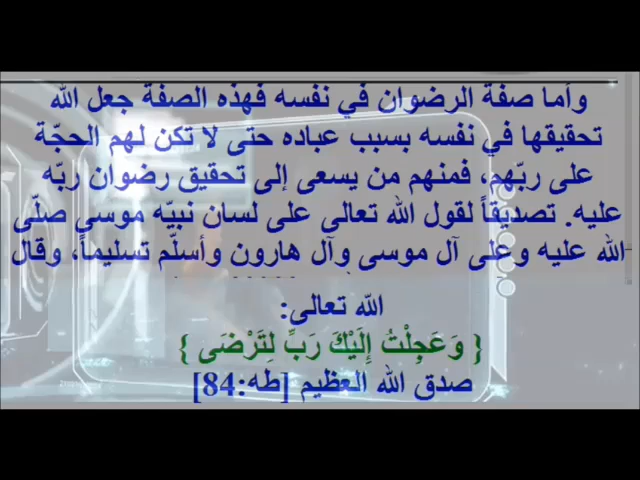 وأما صفة الرضوان في نفسه فهذه الصفة جعل الله
تحقيقها في نفسه بسبب عباده حتى لا تكن لهم الحجّة
على ربّهم، فمنهم من يسعى إلى تحقيق رضوان ربّه
عليه. تصديقاً لقول الله تعالى على لسان نبيّه موسى صلّى
الله عليه وعلى آل موسى وآل هارون وأسلّم تسليماً، وقال
الله تعالى:
{ وَعَجِلْتُ إِلَيْكَ رَبِّ لِتَرْضَى }
صدق الله العظيم [طه:84]